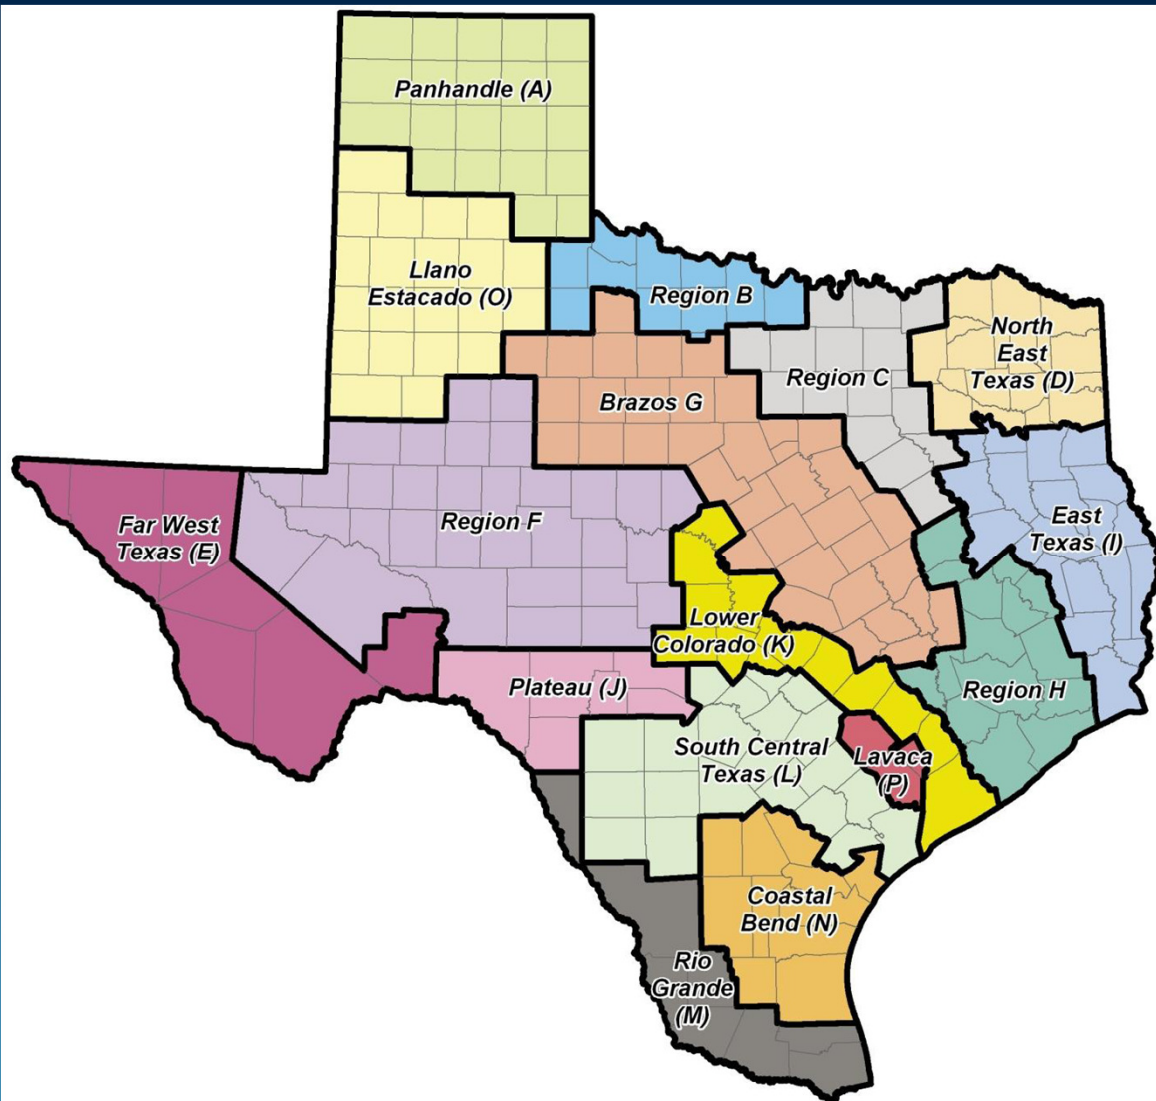 Panhandle (A)
Llano
Estacado (O)
Region B
North
East
Texas (D)
Region C
Brazos G
Far West
Texas (E)
Region F
East
Texas (I)
Lower
Colorado (K)
Plateau (J)
Region H
South Central
Texas (L)
Lavaca
(P)
Coastal
Bend (N)
Rio
Grande
(M)